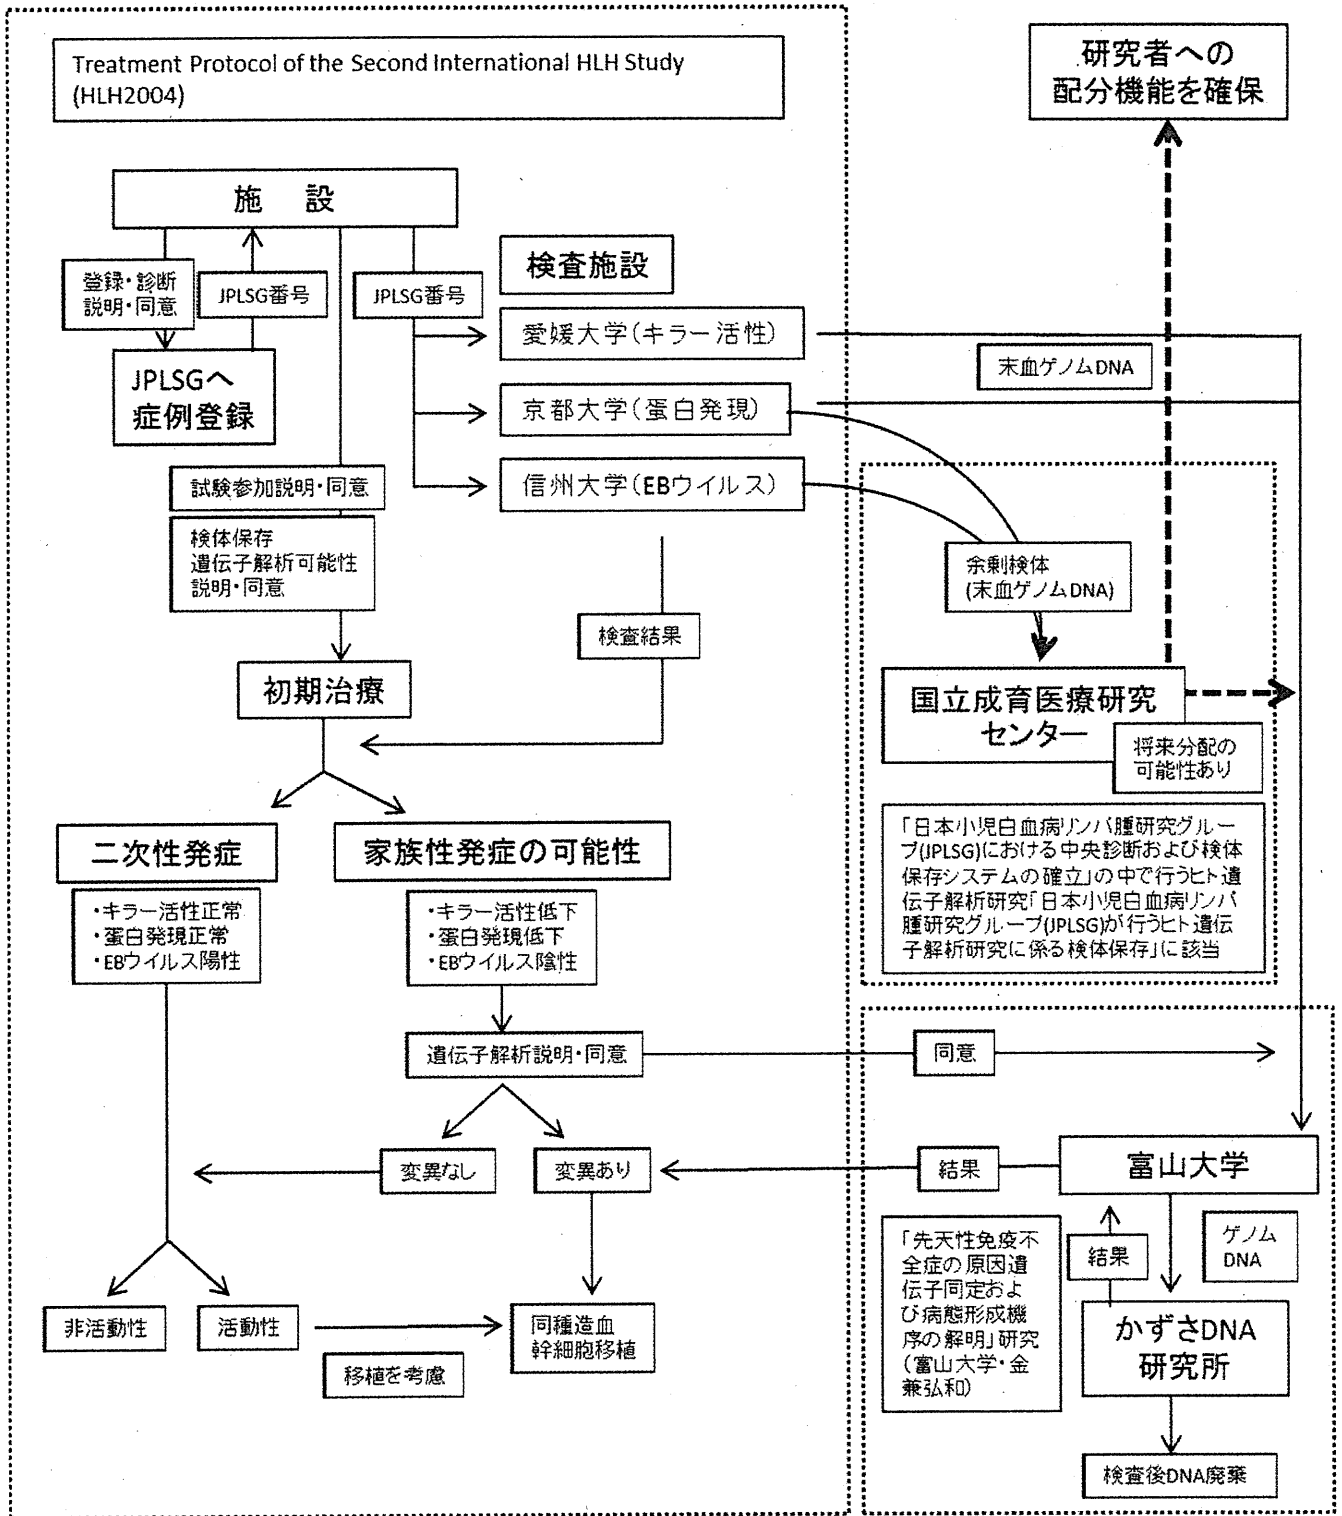 Treatment Protocol of the Second International HLH Study
(HLH2004)
研究者への
配分機能を確保
施 設
登録・診断
説明・同意
JPLSG番号
JPLSG番号
検査施設
愛媛大学(キラー活性)
JPLSGへ
症例登録
末血ゲノムDNA
京都大学(蛋白発現)
信州大学(EBウイルス)
試験参加説明・同意
検体保存
遺伝子解析可能性
説明・同意
余剰検体
(末血ゲノムDNA)
検査結果
初期治療
国立成育医療研究
センター
将来分配の
可能性あり
二次性発症
家族性発症の可能性
・キラー活性正常
・蛋白発現正常
・EBウイルス陽性
・キラー活性低下
・蛋白発現低下
・EBウイルス陰性
「日本小児白血病リンパ腫研究グルー
プ(JPLSG)における中央診断および検体
保存システムの確立」の中で行うヒト遺
伝子解析研究「日本小児白血病リンパ
腫研究グループ(JPLSG)が行うヒト遺伝
子解析研究に係る検体保存」に該当
遺伝子解析説明・同意
同意
変異なし
変異あり
結果
富山大学
「先天性免疫不
全症の原因遺
伝子同定およ
び病態形成機
序の解明」研究
(富山大学・金
兼弘和)
結果
ゲノム
DNA
非活動性
活動性
移植を考慮
同種造血
幹細胞移植
かずさDNA
研究所
検査後DNA廃棄